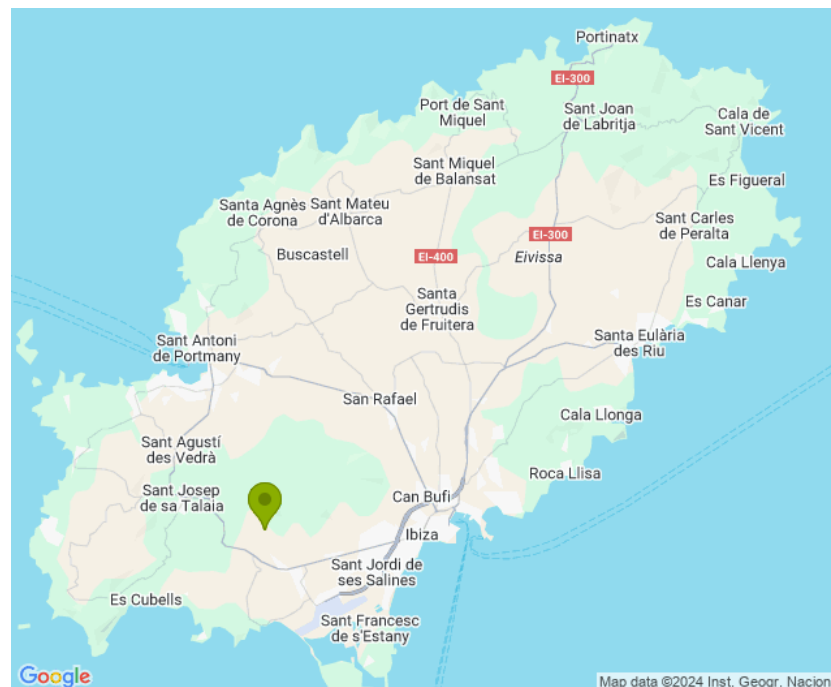 Portinatx
EI-300
Port de Sant
Miquel
Sant Joan
de Labritja
Cala de
Sant Vicent
Sant Miquel
de Balansat
Es Figueral
Santa Agnès
de Corona
Sant Mateu
d'Albarca
Sant Carles
de Peralta
EI-300
Buscastell
EI-400
Eivissa
Cala Llenya
Santa
Gertrudis
de Fruitera
Es Canar
Sant Antoni
de Portmany
Santa Eulària
des Riu
San Rafael
Cala Llonga
Sant Agustí
des Vedrà
Roca Llisa
Sant Josep
de sa Talaia
Can Bufí
Ibiza
Sant Jordi de
ses Salines
Es Cubells
Sant Francesc
de s'Estany
Google
Map data ©2024 Inst. Geogr. Nacion